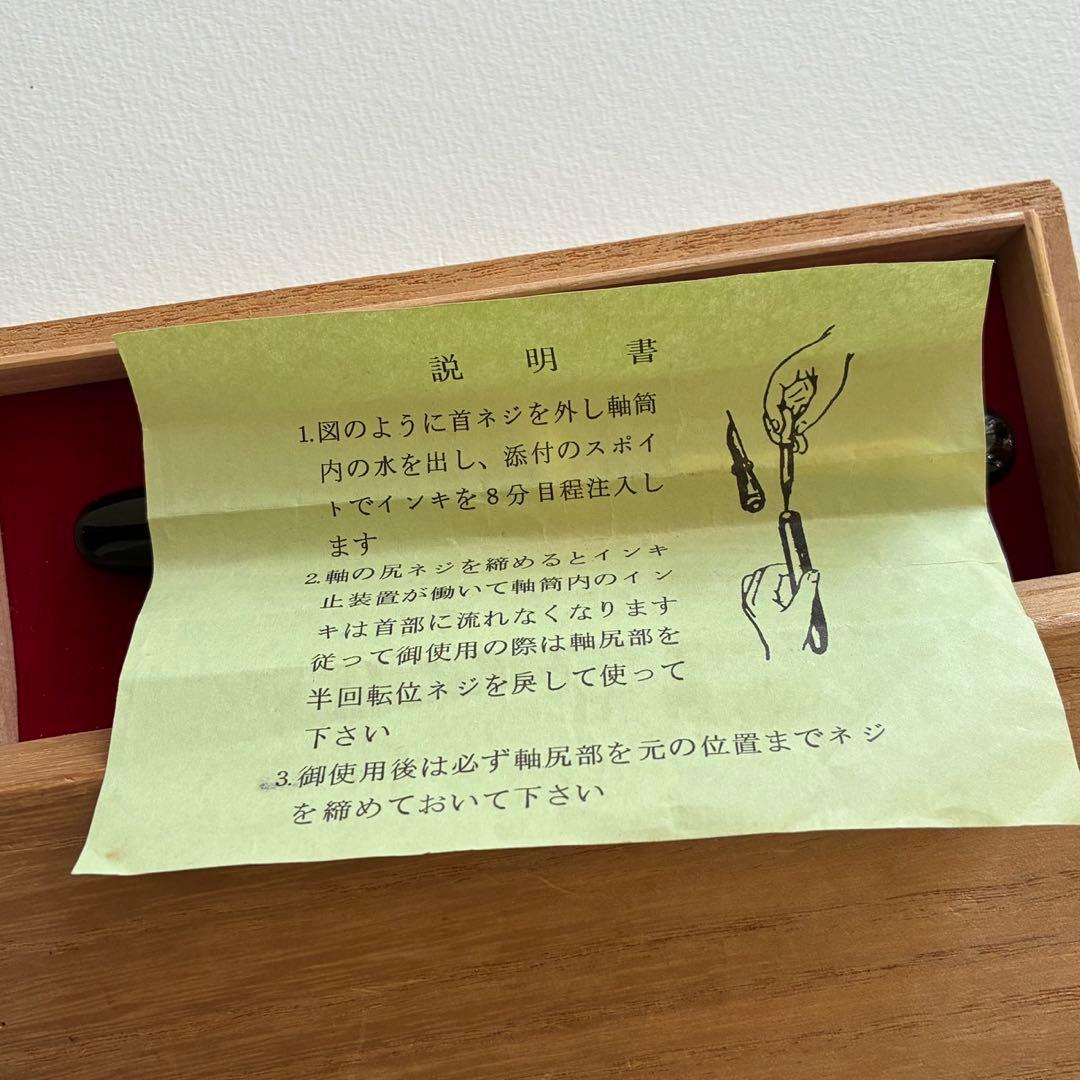 説明書
1.図のように首ネジを外し軸筒
内の水を出し、添付のスポイ
トでインキを8分目程注入し
ます
2.軸の尻ネジを締めるとインキ
止装置が働いて軸筒内のイン
キは首部に流れなくなります
従って御使用の際は軸尻部を
半回転位ネジを戻して使って
下さい
3.御使用後は必ず軸尻部を元の位置までネジ
を締めておいて下さい